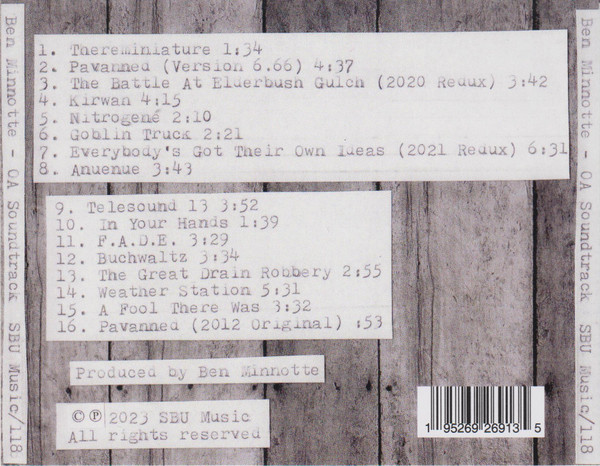 Ben Minnotte - OA Soundtrack SBU Music/118
1. Thereminiature 1:34
2. Pavanned (Version 6.66) 4:37
3. The Battle At Elderbush Gulch (2020 Redux) 3:42
4. Kirwan 4:15
5. Nitrogené 2:10
6. Goblin Truck 2:21
7. Everybody's Got Their Own Ideas (2021 Redux) 6:31
8. Anuenue 3:43
9. Telesound 13 3:52
10. In Your Hands 1:39
11. F.A.D.E. 3:29
12. Buchwaltz 3:34
13. The Great Drain Robbery 2:55
14. Weather Station 5:31
15. A Fool There Was 3:32
16. Pavanned (2012 Original) :53
Produced by Ben Minnotte
© ℗ 2023 SBU Music
All rights reserved
1 95269 26913 5
Ben Minnotte - OA Soundtrack SBU Music/118